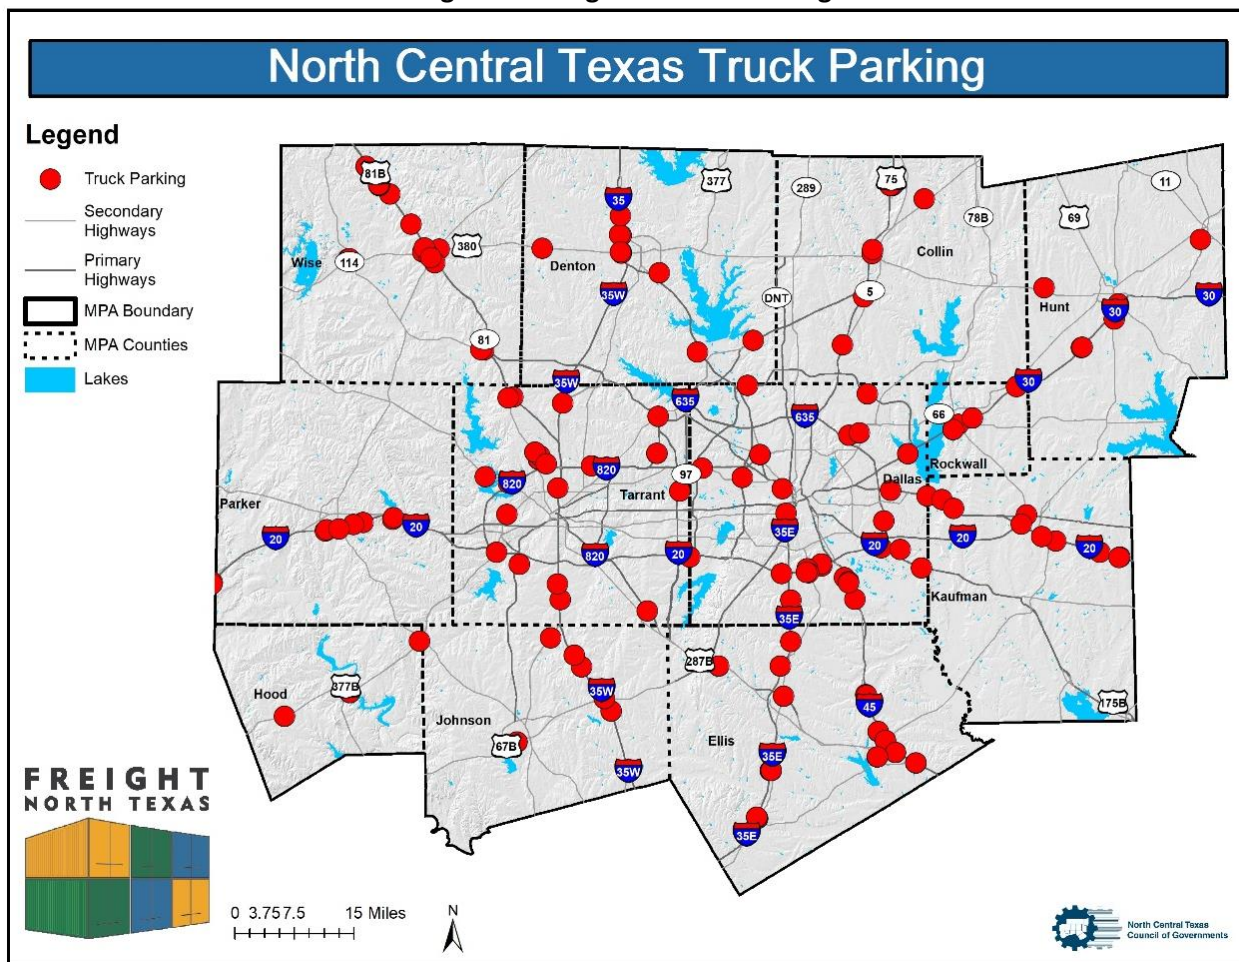 North Central Texas Truck Parking
Legend
Truck Parking
Secondary
Highways
Primary
Highways
MPA Boundary
MPA Counties
Lakes
81B
35
377
289
75
11
78B
69
380
Wise
114
Denton
Collin
35W
DNT
5
Hunt
30
30
81
35W
635
635
30
66
820
820
97
Rockwall
Dallas
Parker
Tarrant
20
20
820
20
35E
20
20
20
Kaufman
35E
287B
Hood
377B
Johnson
35W
45
175B
67B
Ellis
35E
35W
35E
FREIGHT
NORTH TEXAS
0 3.75 7.5 15 Miles
N
North Central Texas
Council of Governments